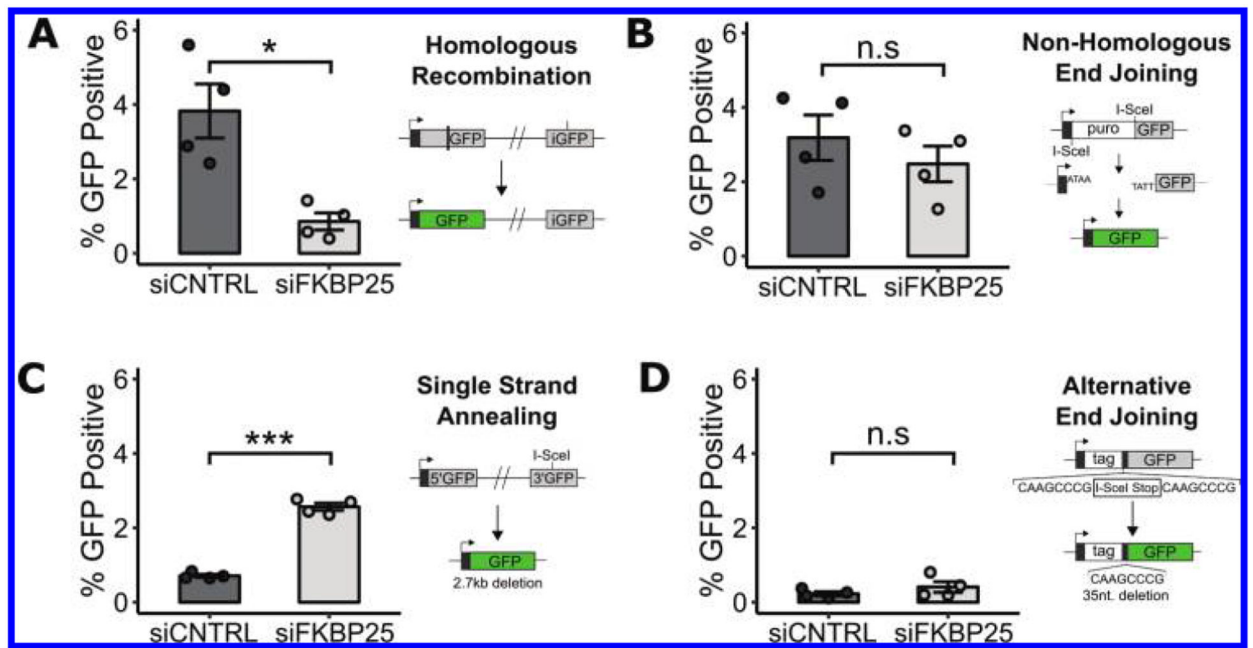 A
% GFP Positive
6
4
2
0
*
siCNTRL siFKBP25
Homologous
Recombination
GFP
iGFP
GFP
iGFP
B
% GFP Positive
6
4
2
0
n.s
siCNTRL siFKBP25
Non-Homologous
End Joining
I-SceI
puro GFP
I-SceI
ATAA
TATT GFP
GFP
C
% GFP Positive
6
4
2
0
***
siCNTRL siFKBP25
Single Strand
Annealing
I-SceI
5'GFP 3'GFP
GFP
2.7kb deletion
D
% GFP Positive
6
4
2
0
n.s
siCNTRL siFKBP25
Alternative
End Joining
tag GFP
CAAGCCCG I-SceI Stop CAAGCCCG
tag GFP
CAAGCCCG
35nt. deletion